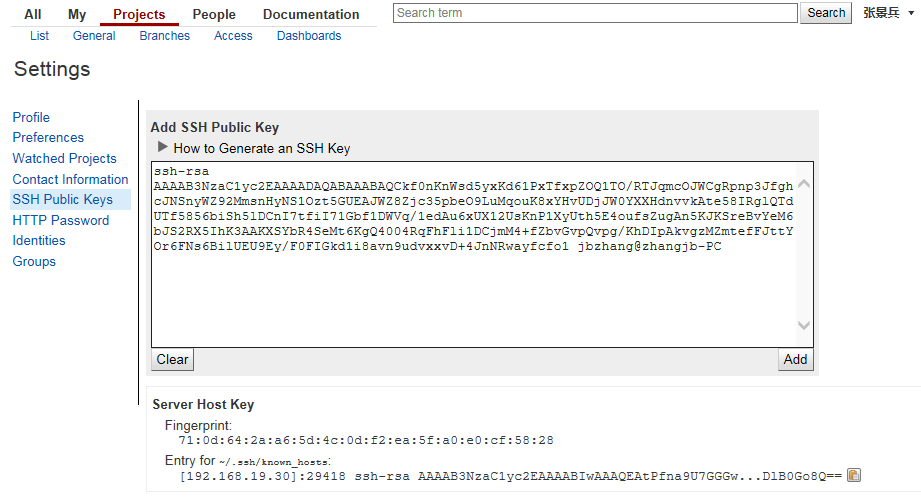 All My Projects People Documentation Search term Search 张景兵
List General Branches Access Dashboards
Settings
Profile
Preferences
Watched Projects
Contact Information
SSH Public Keys
HTTP Password
Identities
Groups
Add SSH Public Key
How to Generate an SSH Key
ssh-rsa
AAAAB3NzaC1yc2EAAAADAQABAAABAQCkf0nKnWsd5yxKd61PxTfxpZOQ1TO/RTJqmcOJWCgRpnp3Jfgh
cJNSnyWZ92MmsnHyNS1Ozt5GUEAJWZ8Zjc35pbeO9LuMqouK8xYHvUDjJW0YXXHdnvvkAte58IRglQTd
UTf5856biSh5lDCnI7tfiI71Gbf1DWVq/1edAu6xUX12UsKnP1XyUth5E4oufsZugAn5KJKSreBvYeM6
bJS2RX5IhK3AAKXSYbR4SeMt6KgQ4004RqFhFli1DCjmM4+fZbvGvpQvpg/KhDIpAkvgzMZmtefFJttY
Or6FNs6BilUEU9Ey/F0FIGkd1i8avn9udvxxvD+4JnNRwayfcfo1 jbzhang@zhangjb-PC
Clear Add
Server Host Key
Fingerprint:
71:0d:64:2a:a6:5d:4c:0d:f2:ea:5f:a0:e0:cf:58:28
Entry for ~/.ssh/known_hosts:
[192.168.19.30]:29418 ssh-rsa AAAAB3NzaC1yc2EAAAABIwAAAQEAtPfna9U7GGGw...DlB0Go8Q==